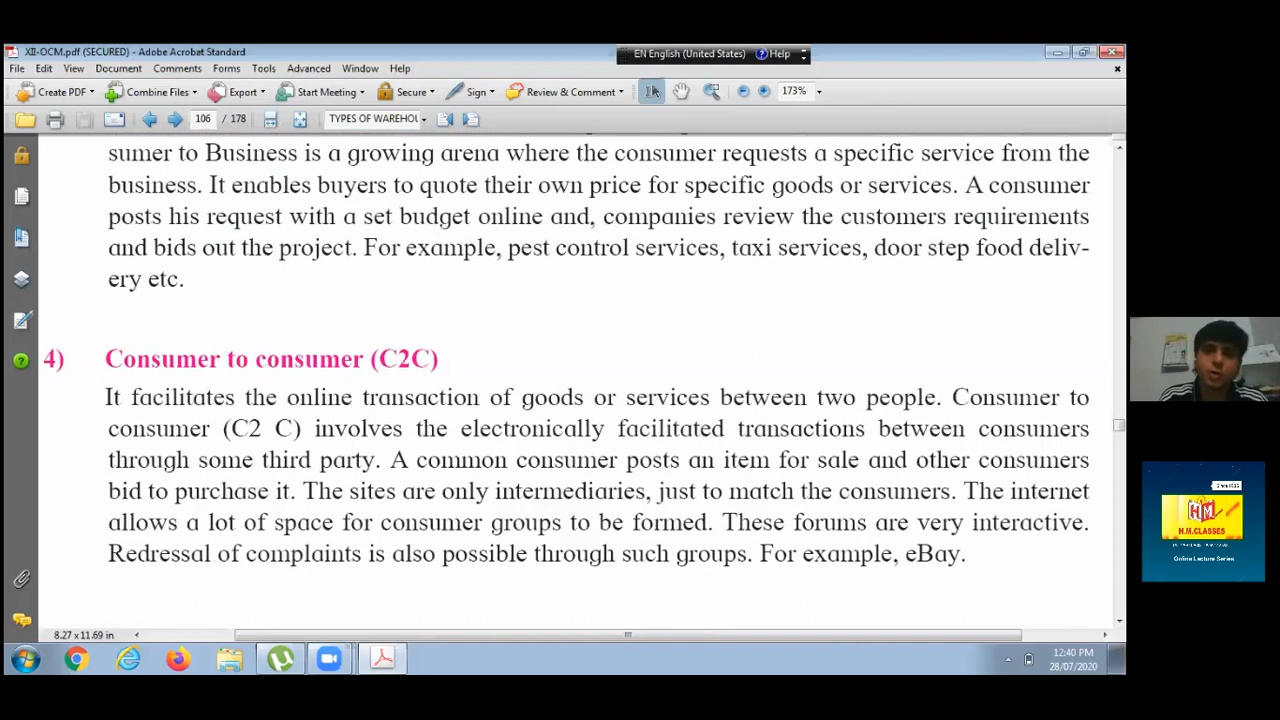 XII-OCM.pdf (SECURED) - Adobe Acrobat Standard
EN English (United States) Help
File Edit View Document Comments Forms Tools Advanced Window Help
Create PDF Combine Files Export Start Meeting Secure Sign Review & Comment 173%
106 / 178 TYPES OF WAREHOU
sumer to Business is a growing arena where the consumer requests a specific service from the
business. It enables buyers to quote their own price for specific goods or services. A consumer
posts his request with a set budget online and, companies review the customers requirements
and bids out the project. For example, pest control services, taxi services, door step food deliv-
ery etc.
4) Consumer to consumer (C2C)
It facilitates the online transaction of goods or services between two people. Consumer to
consumer (C2 C) involves the electronically facilitated transactions between consumers
through some third party. A common consumer posts an item for sale and other consumers
bid to purchase it. The sites are only intermediaries, just to match the consumers. The internet
allows a lot of space for consumer groups to be formed. These forums are very interactive.
Redressal of complaints is also possible through such groups. For example, eBay.
8.27 x 11.69 in
12:40 PM
28/07/2020
HM
H.M.CLASSES
Online Lecture Series